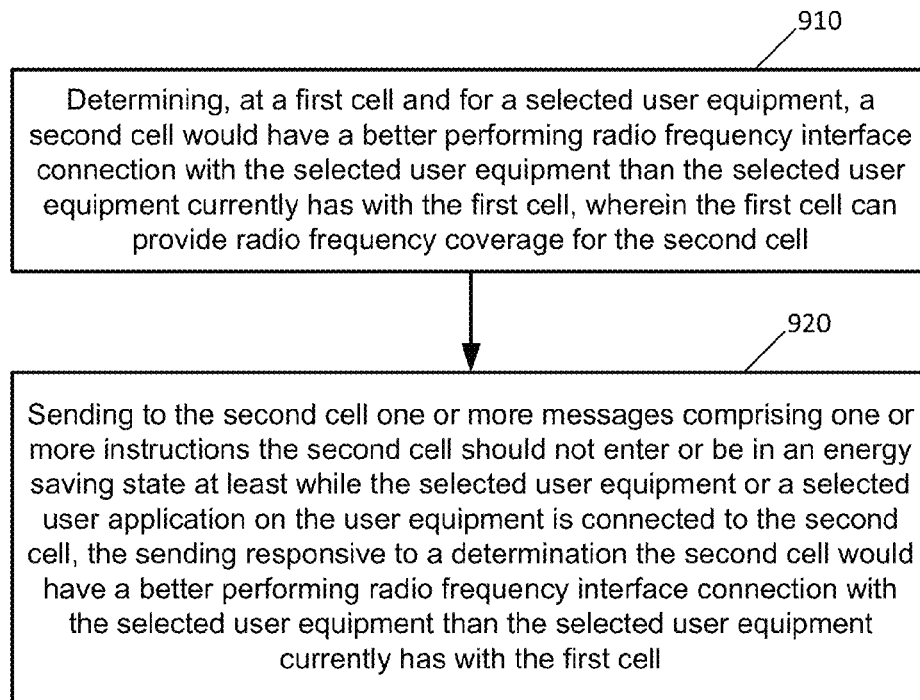 910
Determining, at a first cell and for a selected user equipment, a
second cell would have a better performing radio frequency interface
connection with the selected user equipment than the selected user
equipment currently has with the first cell, wherein the first cell can
provide radio frequency coverage for the second cell
920
Sending to the second cell one or more messages comprising one or
more instructions the second cell should not enter or be in an energy
saving state at least while the selected user equipment or a selected
user application on the user equipment is connected to the second
cell, the sending responsive to a determination the second cell would
have a better performing radio frequency interface connection with
the selected user equipment than the selected user equipment
currently has with the first cell